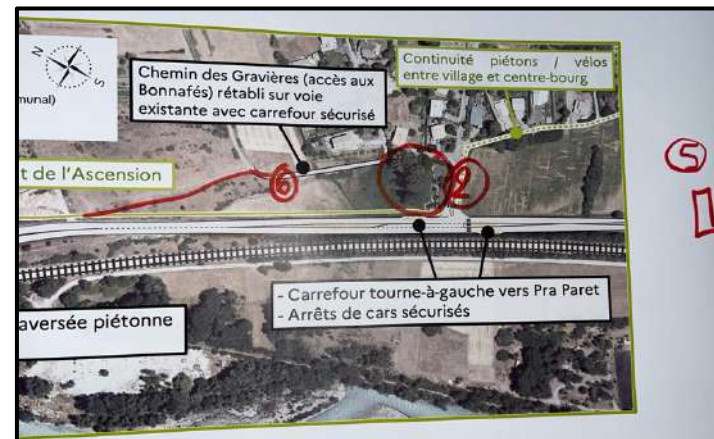 N
S
munal)
Chemin des Gravières (accès aux
Bonnafés) rétabli sur voie
existante avec carrefour sécurisé
Continuité piétons / vélos
entre village et centre-bourg
t de l'Ascension
6
2
5
- Carrefour tourne-à-gauche vers Pra Paret
- Arrêts de cars sécurisés
aversée piétonne